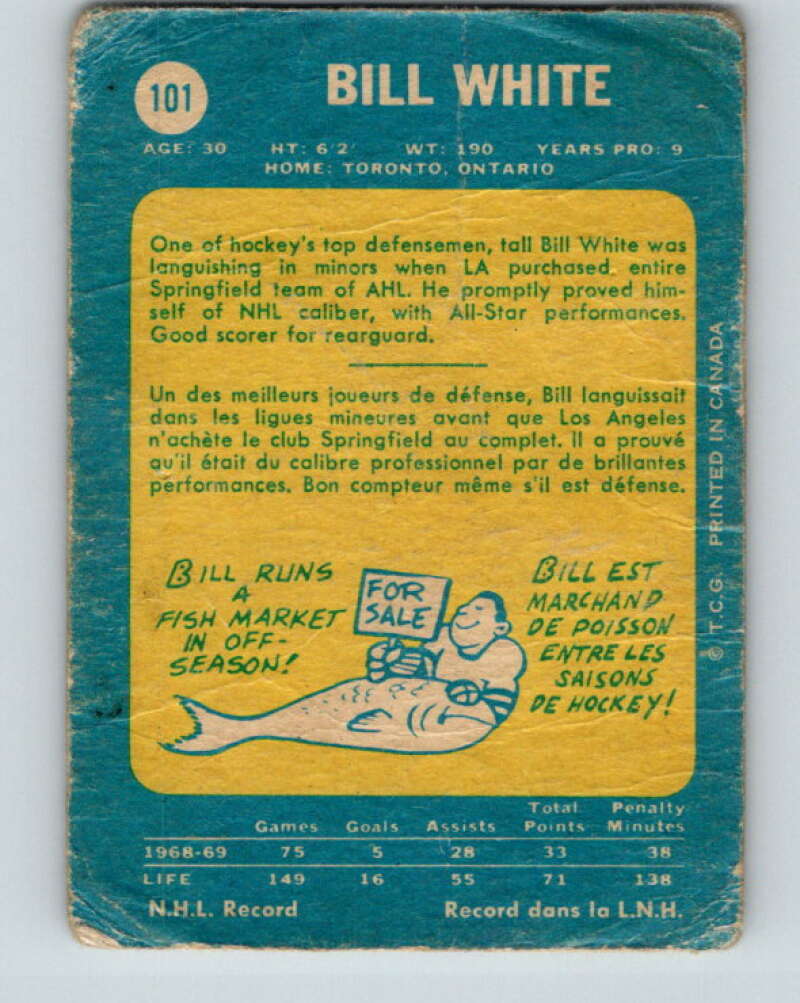 101
BILL WHITE
AGE: 30 HT: 6'2' WT: 190 YEARS PRO: 9
HOME: TORONTO, ONTARIO
One of hockey's top defensemen, tall Bill White was
languishing in minors when LA purchased entire
Springfield team of AHL. He promptly proved him-
self of NHL caliber, with All-Star performances.
Good scorer for rearguard.
Un des meilleurs joueurs de défense, Bill languissait
dans les ligues mineures avant que Los Angeles
n'achète le club Springfield au complet. Il a prouvé
qu'il était du calibre professionnel par de brillantes
performances. Bon compteur même s'il est défense.
BILL RUNS
A
FISH MARKET
IN OFF-
SEASON!
FOR
SALE
BILL EST
MARCHAND
DE POISSON
ENTRE LES
SAISONS
DE HOCKEY!
© T.C.G. PRINTED IN CANADA
Total Penalty
Games Goals Assists Points Minutes
1968-69 75 5 28 33 38
LIFE 149 16 55 71 138
N.H.L. Record Record dans la L.N.H.